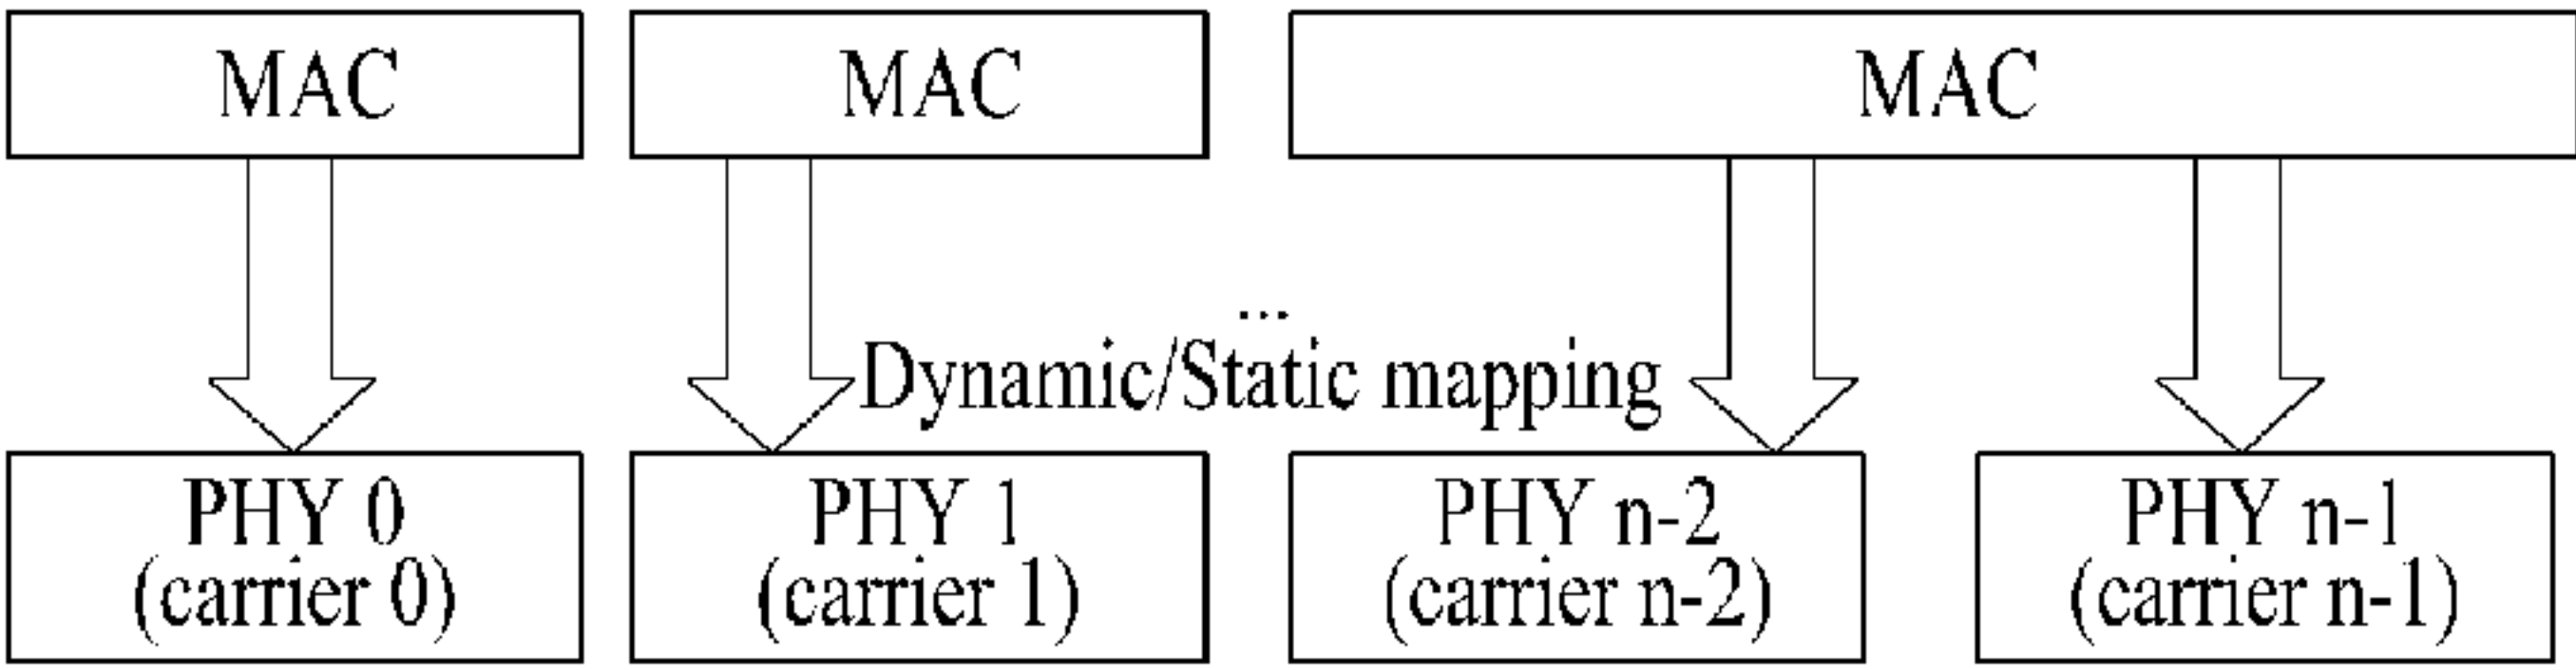 MAC
MAC
MAC
...
Dynamic/Static mapping
PHY 0
(carrier 0)
PHY 1
(carrier 1)
PHY n-2
(carrier n-2)
PHY n-1
(carrier n-1)